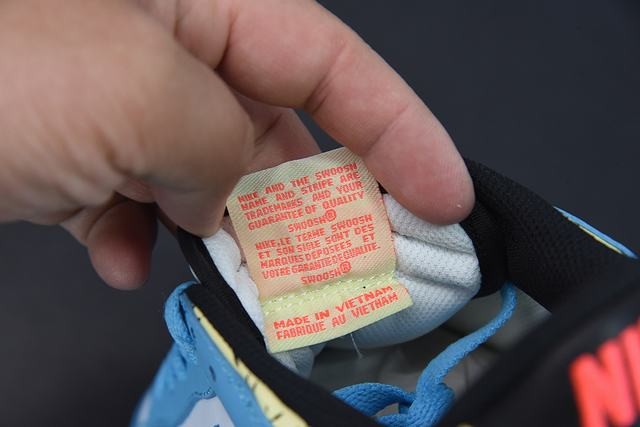 NIKE AND THE SWOOSH
NAME AND STRIPE ARE
TRADEMARKS AND YOUR
GUARANTEE OF QUALITY
SWOOSH®
NIKE, LE TERME SWOOSH
ET SON SIGLE SONT DES
MARQUES DEPOSEES ET
VOTRE GARANTIE DE QUALITE.
SWOOSH®
MADE IN VIETNAM
FABRIQUE AU VIETNAM